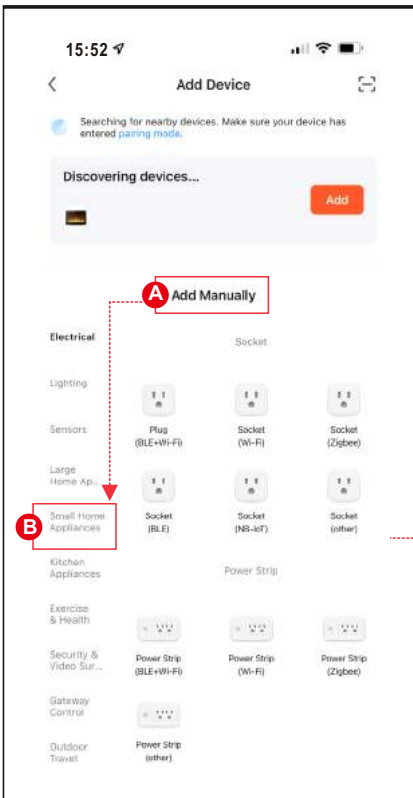 15:52
Add Device
Searching for nearby devices. Make sure your device has
entered pairing mode.
Discovering devices...
Add
A
Add Manually
Electrical
Lighting
Sensors
Large
Home Ap...
B
Small Home
Appliances
Kitchen
Appliances
Exercise
& Health
Security &
Video Sur...
Gateway
Control
Outdoor
Travel
Socket
Plug
(BLE+Wi-Fi)
Socket
(Wi-Fi)
Socket
(Zigbee)
Socket
(BLE)
Socket
(NB-IoT)
Socket
(other)
Power Strip
Power Strip
(BLE+Wi-Fi)
Power Strip
(Wi-Fi)
Power Strip
(Zigbee)
Power Strip
(other)